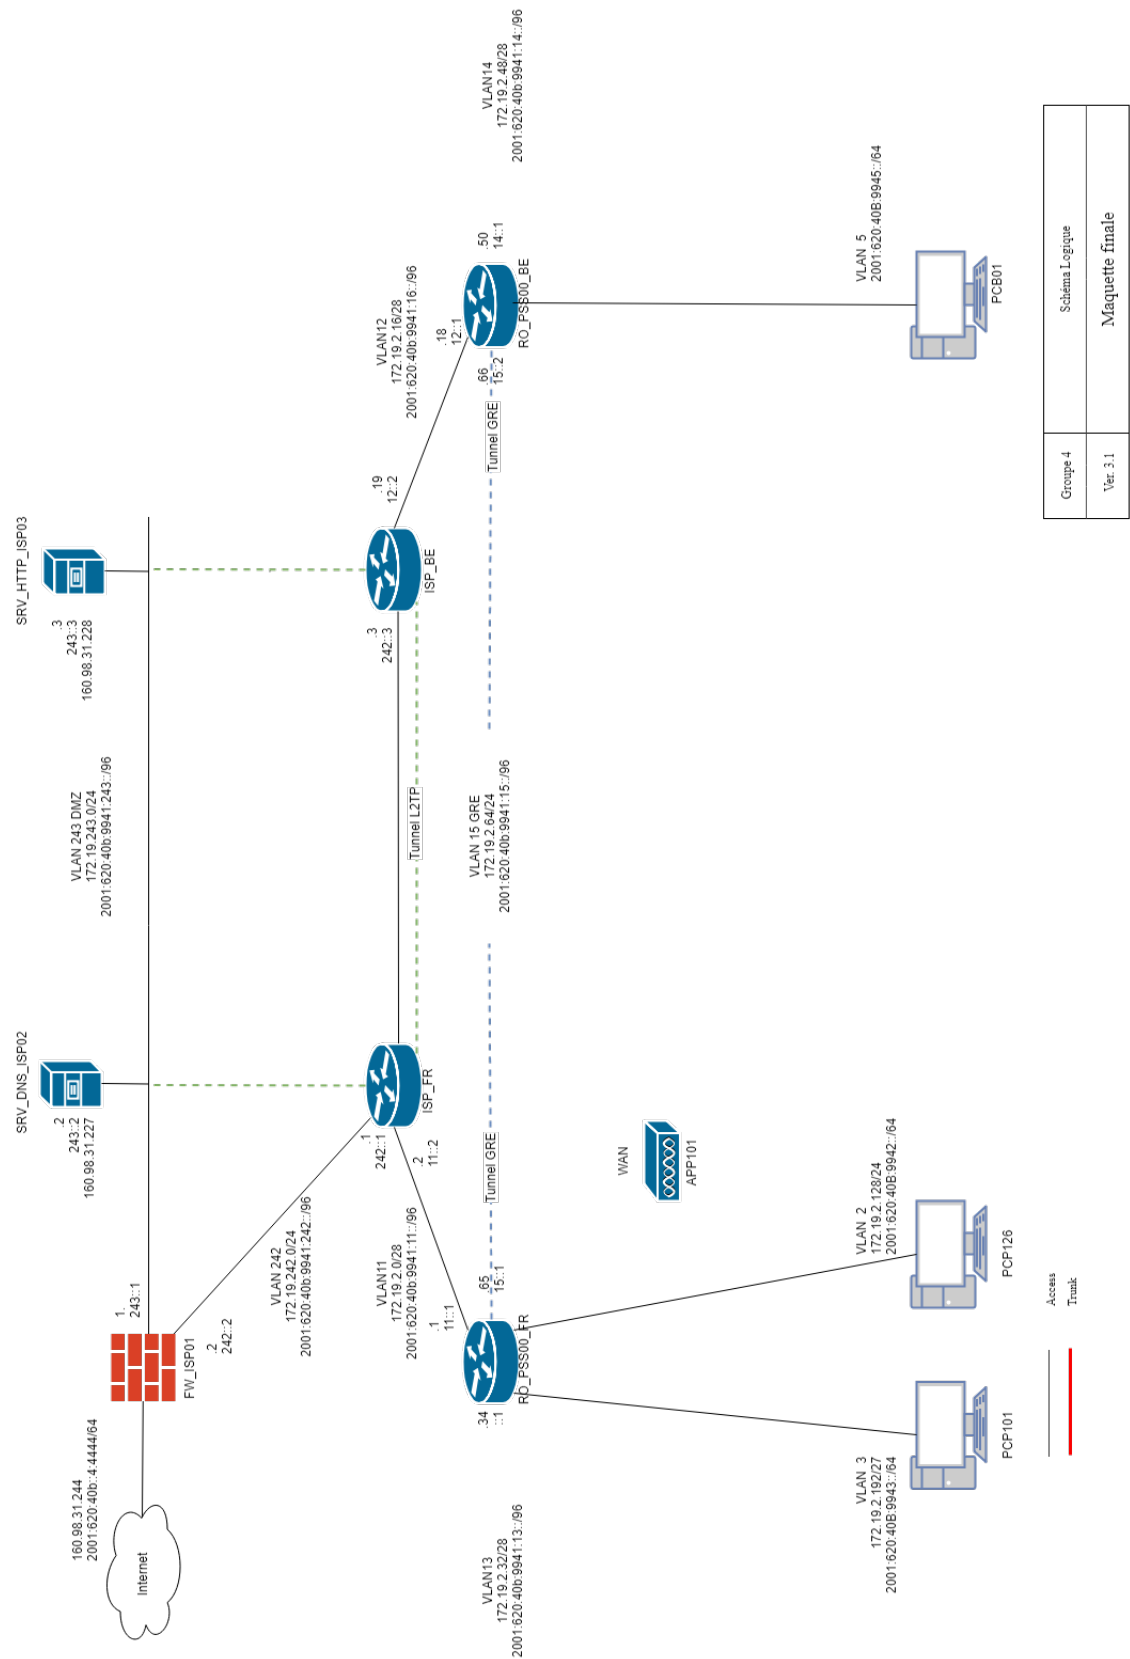 SRV_DNS_ISP02
.2
243::2
160.98.31.227
SRV_HTTP_ISP03
.3
243::3
160.98.31.228
VLAN 243 DMZ
172.19.243.0/24
2001:620:40b:9941:243::/96
160.98.31.244
2001:620:40b::4:4444/64
Internet
1.
243::1
FW_ISP01
.2
242::2
VLAN 242
172.19.242.0/24
2001:620:40b:9941:242::/96
.1
242::1
ISP_FR
.2
11::2
Tunnel L2TP
.3
242::3
ISP_BE
.19
12::2
VLAN12
172.19.2.16/28
2001:620:40b:9941:16::/96
.18
12::1
VLAN11
172.19.2.0/28
2001:620:40b:9941:11::/96
.1
11::1
VLAN13
172.19.2.32/28
2001:620:40b:9941:13::/96
.34
::1
RO_PSS00_FR
.65
15::1
Tunnel GRE
VLAN 15 GRE
172.19.2.64/24
2001:620:40b:9941:15::/96
Tunnel GRE
.66
15::2
RO_PSS00_BE
.50
14::1
VLAN14
172.19.2.48/28
2001:620:40b:9941:14::/96
WAN
APP101
VLAN 3
172.19.2.192/27
2001:620:40B:9943::/64
PCP101
VLAN 2
172.19.2.128/24
2001:620:40B:9942::/64
PCP126
VLAN 5
2001:620:40B:9945::/64
PCB01
Access
Trunk
Groupe 4
Schéma Logique
Ver. 3.1
Maquette finale